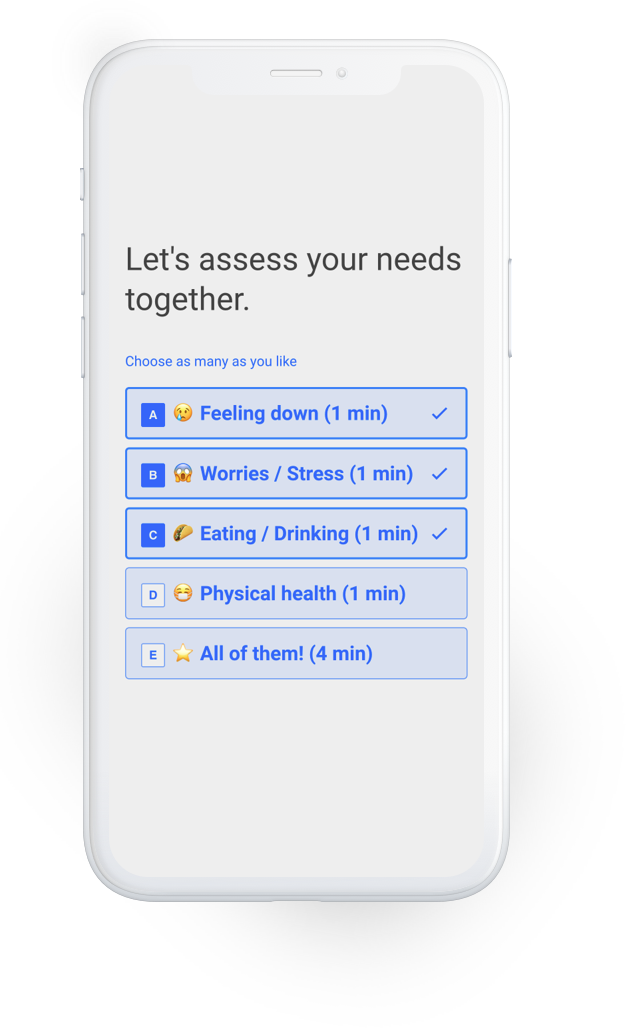 Let's assess your needs
together.
Choose as many as you like
A 😢 Feeling down (1 min)
B 😱 Worries / Stress (1 min)
C 🌮 Eating / Drinking (1 min)
D 😷 Physical health (1 min)
E ⭐ All of them! (4 min)